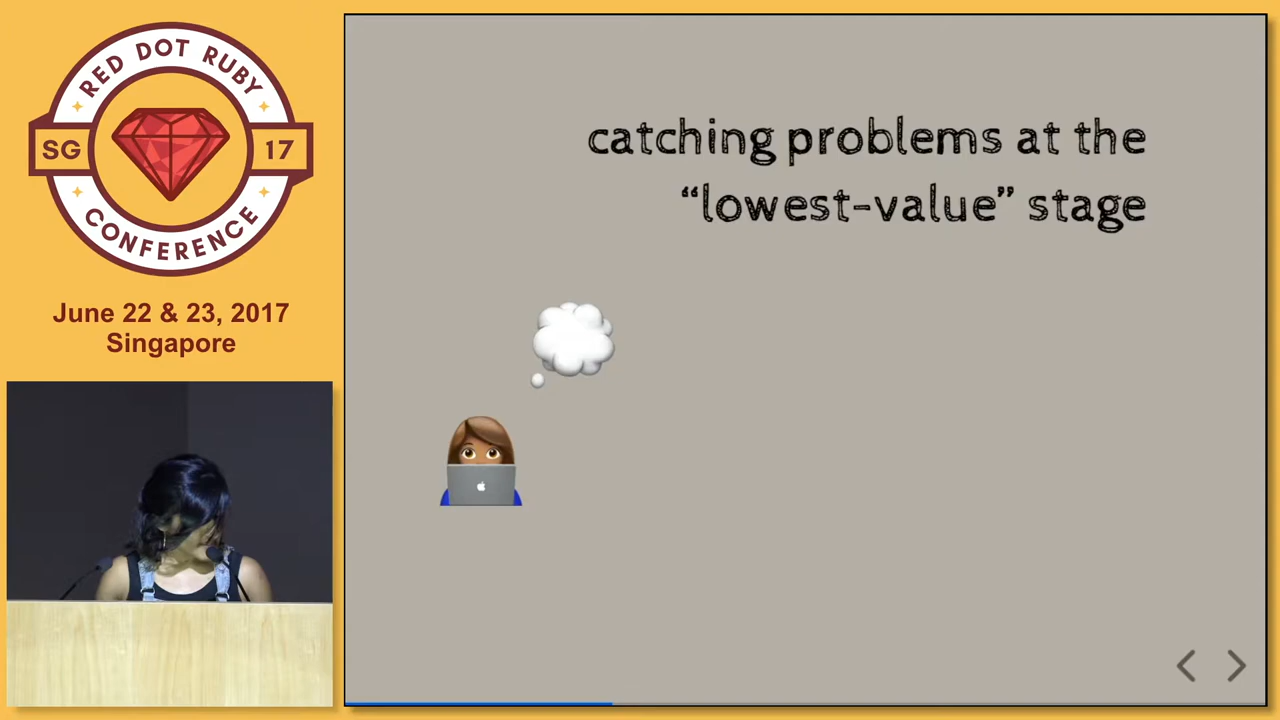 RED DOT RUBY
SG
17
CONFERENCE
June 22 & 23, 2017
Singapore
catching problems at the
“lowest-value” stage